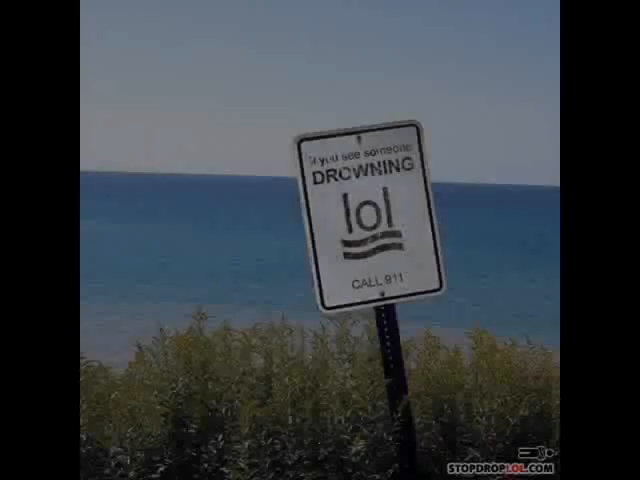 if you see someone
DROWNING
lol
CALL 911
STOPDROPLOL.COM